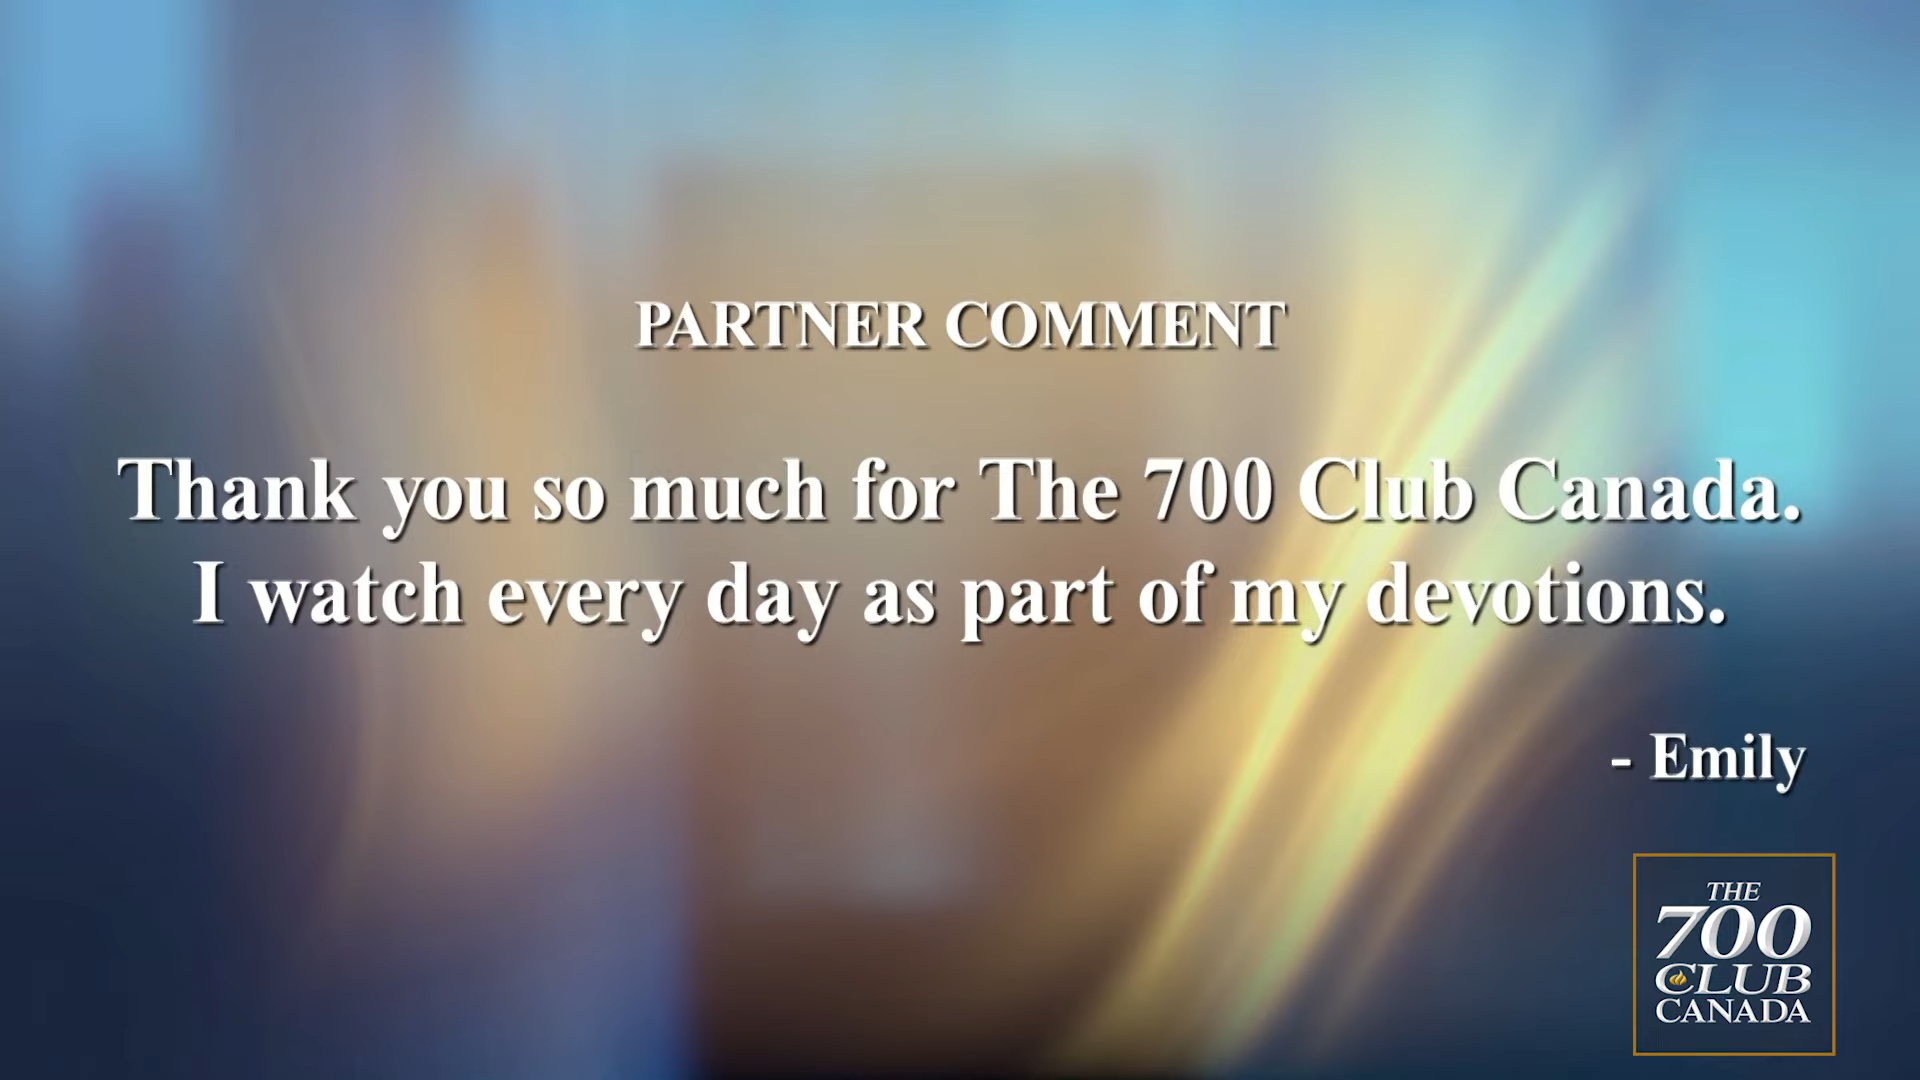 PARTNER COMMENT
Thank you so much for The 700 Club Canada.
I watch every day as part of my devotions.
- Emily
THE
700
CLUB
CANADA